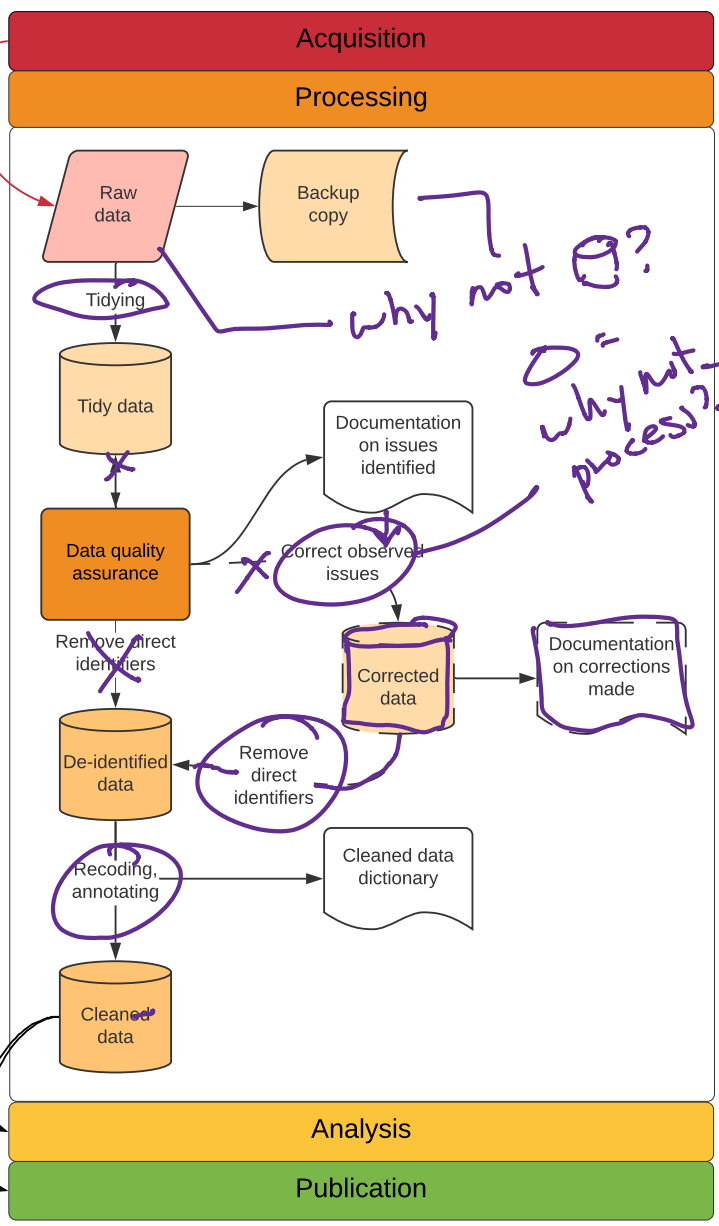 Acquisition
Processing
Raw
data
Backup
copy
why not
?
Tidying
Tidy data
=
why not
process?
Documentation
on issues
identified
Data quality
assurance
Correct observed
issues
Remove direct
identifiers
Corrected
data
Documentation
on corrections
made
De-identified
data
Remove
direct
identifiers
Recoding,
annotating
Cleaned data
dictionary
Cleaned
data
Analysis
Publication